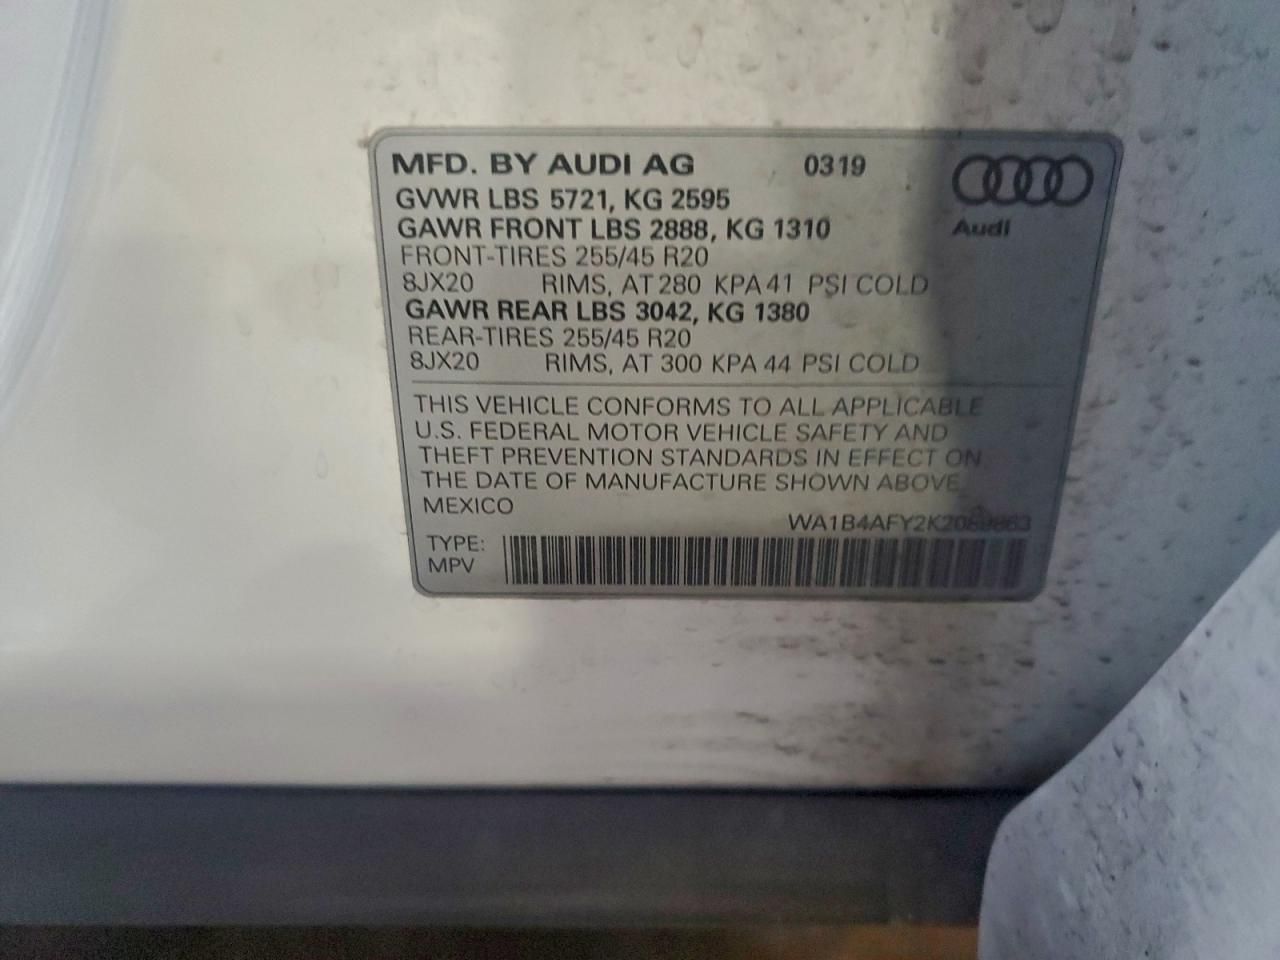 MFD. BY AUDI AG 0319
GVWR LBS 5721, KG 2595
GAWR FRONT LBS 2888, KG 1310
Audi
FRONT-TIRES 255/45 R20
8JX20 RIMS, AT 280 KPA 41 PSI COLD
GAWR REAR LBS 3042, KG 1380
REAR-TIRES 255/45 R20
8JX20 RIMS, AT 300 KPA 44 PSI COLD
THIS VEHICLE CONFORMS TO ALL APPLICABLE
U.S. FEDERAL MOTOR VEHICLE SAFETY AND
THEFT PREVENTION STANDARDS IN EFFECT ON
THE DATE OF MANUFACTURE SHOWN ABOVE
MEXICO
TYPE:
MPV